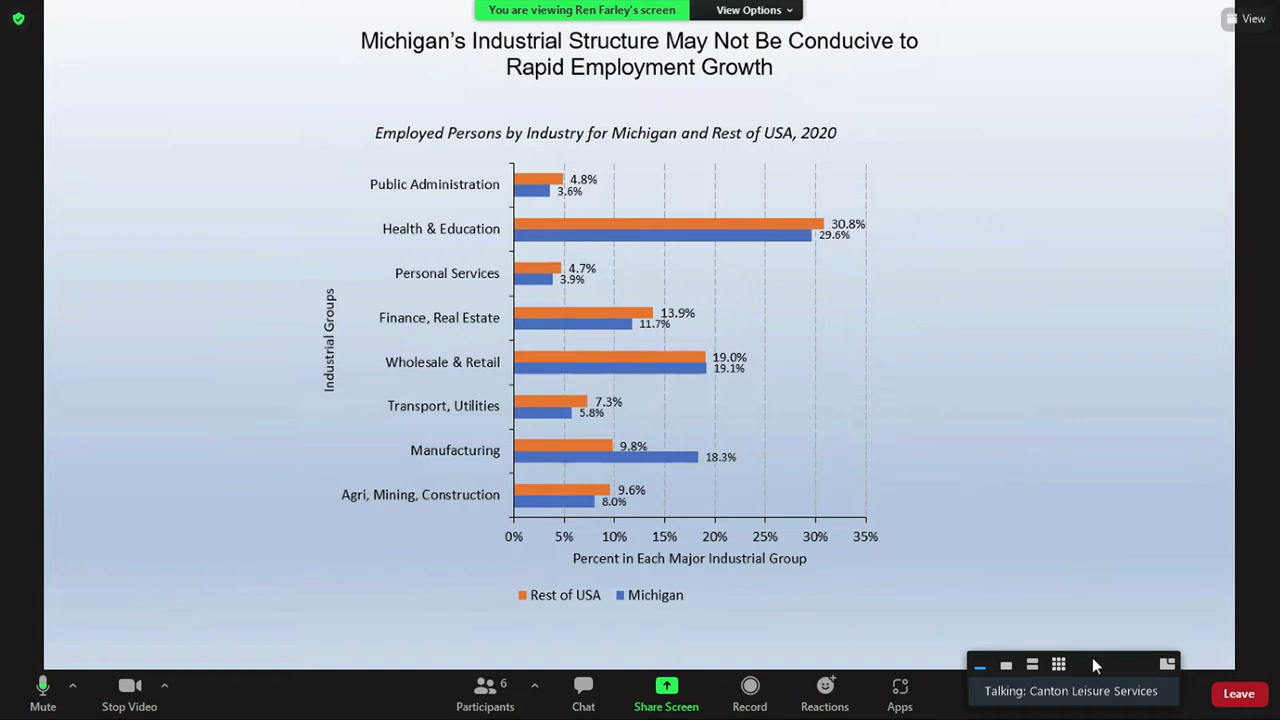 You are viewing Ren Farley's screen
View Options
View
Michigan's Industrial Structure May Not Be Conducive to
Rapid Employment Growth
Employed Persons by Industry for Michigan and Rest of USA, 2020
Industrial Groups
Public Administration
4.8%
3.6%
Health & Education
30.8%
29.6%
Personal Services
4.7%
3.9%
Finance, Real Estate
13.9%
11.7%
Wholesale & Retail
19.0%
19.1%
Transport, Utilities
7.3%
5.8%
Manufacturing
9.8%
18.3%
Agri, Mining, Construction
9.6%
8.0%
0% 5% 10% 15% 20% 25% 30% 35%
Percent in Each Major Industrial Group
Rest of USA Michigan
Talking: Canton Leisure Services
Mute
Stop Video
6
Participants
Chat
Share Screen
Record
Reactions
Apps
Leave